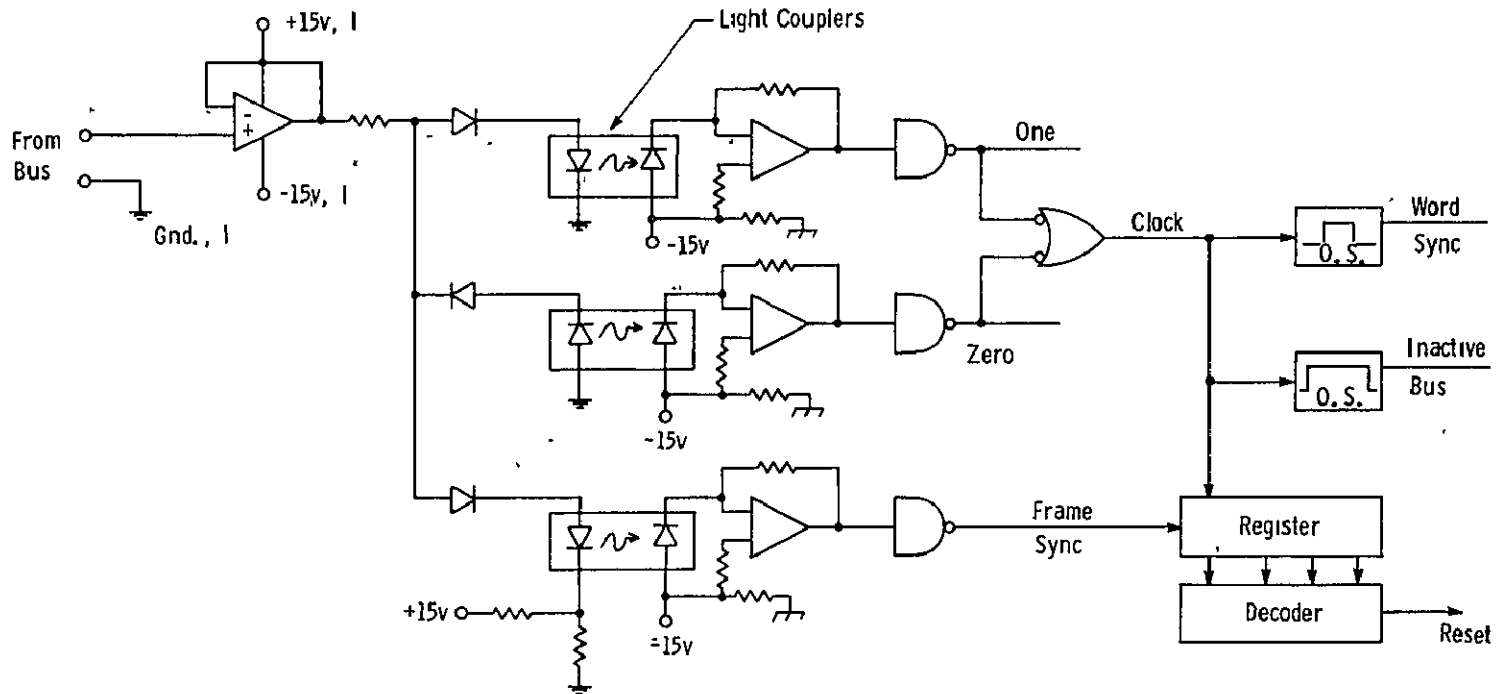 Light Couplers
+15v, I
-
+
From
Bus
-15v, I
Gnd., I
-15v
One
Clock
O. S.
Word
Sync
Zero
-15v
O. S.
Inactive
Bus
Frame
Sync
Register
+15v
-15v
Decoder
Reset